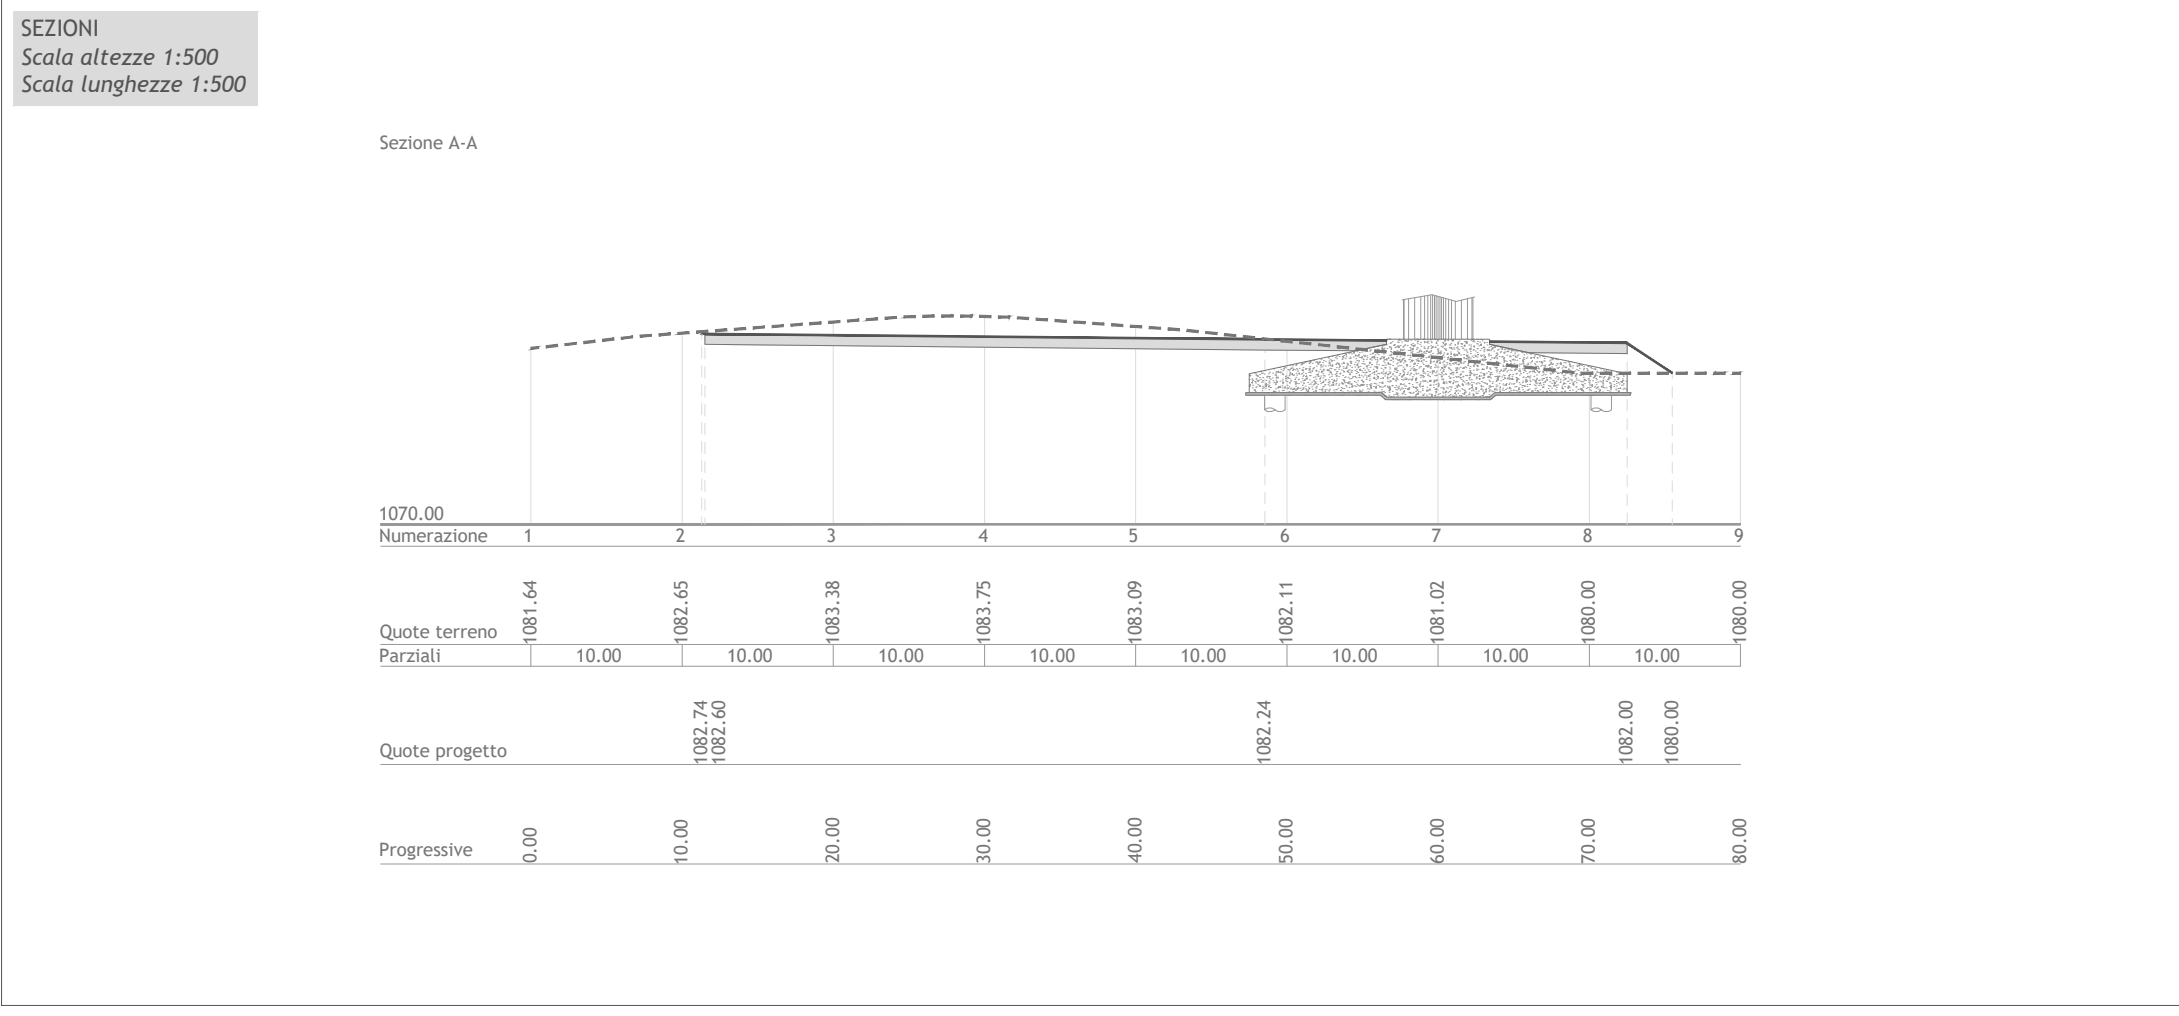 SEZIONI
Scala altezze 1:500
Scala lunghezze 1:500
Sezione A-A
1070.00
Numerazione 1 2 3 4 5 6 7 8 9
Quote terreno 1081.64 1082.65 1083.38 1083.75 1083.09 1082.11 1081.02 1080.00 1080.00
Parziali 10.00 10.00 10.00 10.00 10.00 10.00 10.00 10.00
Quote progetto 1082.74 1082.60 1082.24 1082.00 1080.00
Progressive 0.00 10.00 20.00 30.00 40.00 50.00 60.00 70.00 80.00